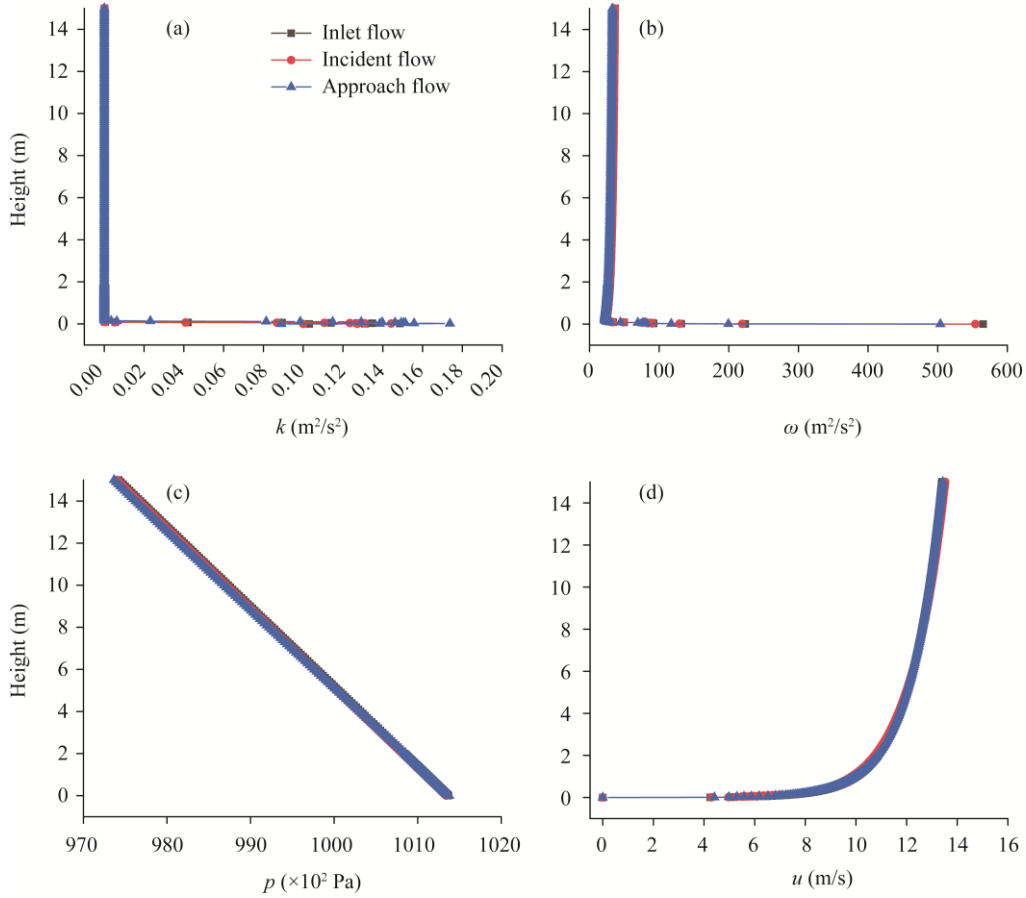 (a)
Inlet flow
Incident flow
Approach flow
14
12
10
8
6
4
2
0
Height (m)
0.00 0.02 0.04 0.06 0.08 0.10 0.12 0.14 0.16 0.18 0.20
k (m²/s²)
(b)
14
12
10
8
6
4
2
0
0 100 200 300 400 500 600
ω (m²/s²)
(c)
14
12
10
8
6
4
2
0
Height (m)
970 980 990 1000 1010 1020
p (×10² Pa)
(d)
14
12
10
8
6
4
2
0
0 2 4 6 8 10 12 14 16
u (m/s)